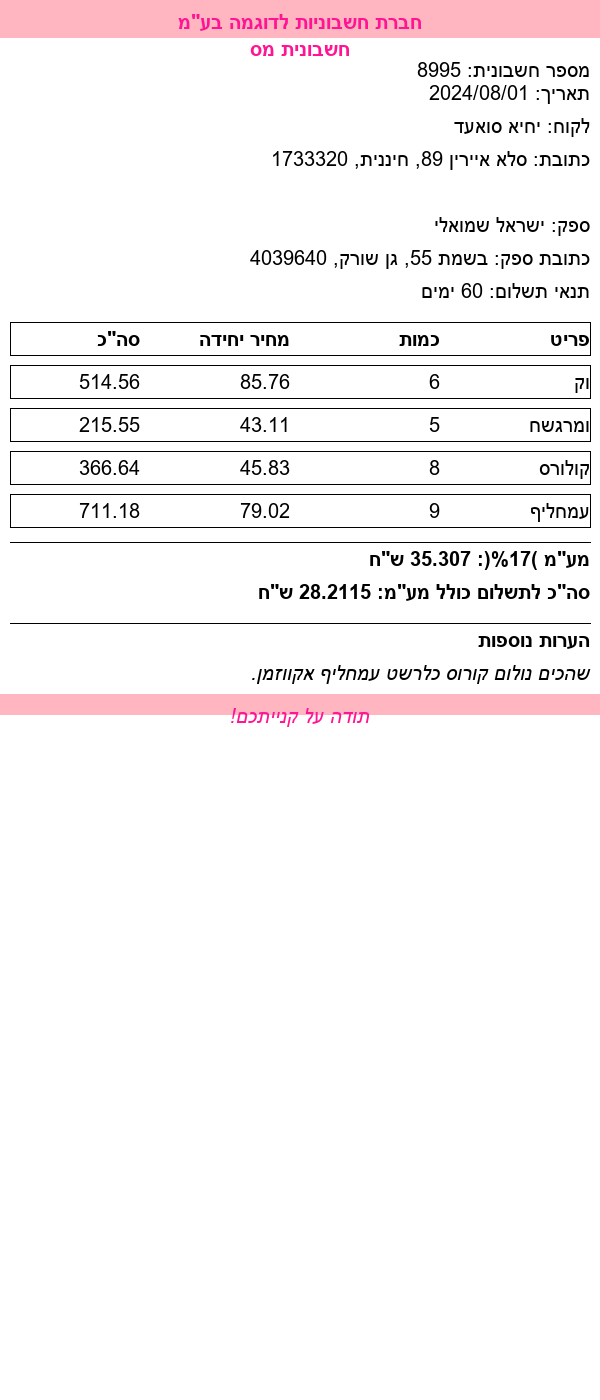 חברת חשבוניות לדוגמה בע"מ
חשבונית מס
מספר חשבונית: 8995
תאריך: 2024/08/01
לקוח: יחיא סואעד
כתובת: סלא איירין 89, חיננית, 1733320
ספק: ישראל שמואלי
כתובת ספק: בשמת 55, גן שורק, 4039640
תנאי תשלום: 60 ימים
פריט כמות מחיר יחידה סה"כ
וק 6 85.76 514.56
ומרגשח 5 43.11 215.55
קולורס 8 45.83 366.64
עמחליף 9 79.02 711.18
מע"מ )17%(: 35.307 ש"ח
סה"כ לתשלום כולל מע"מ: 28.2115 ש"ח
הערות נוספות
שהכים נולום קורוס כלרשט עמחליף אקווזמן.
תודה על קנייתכם!